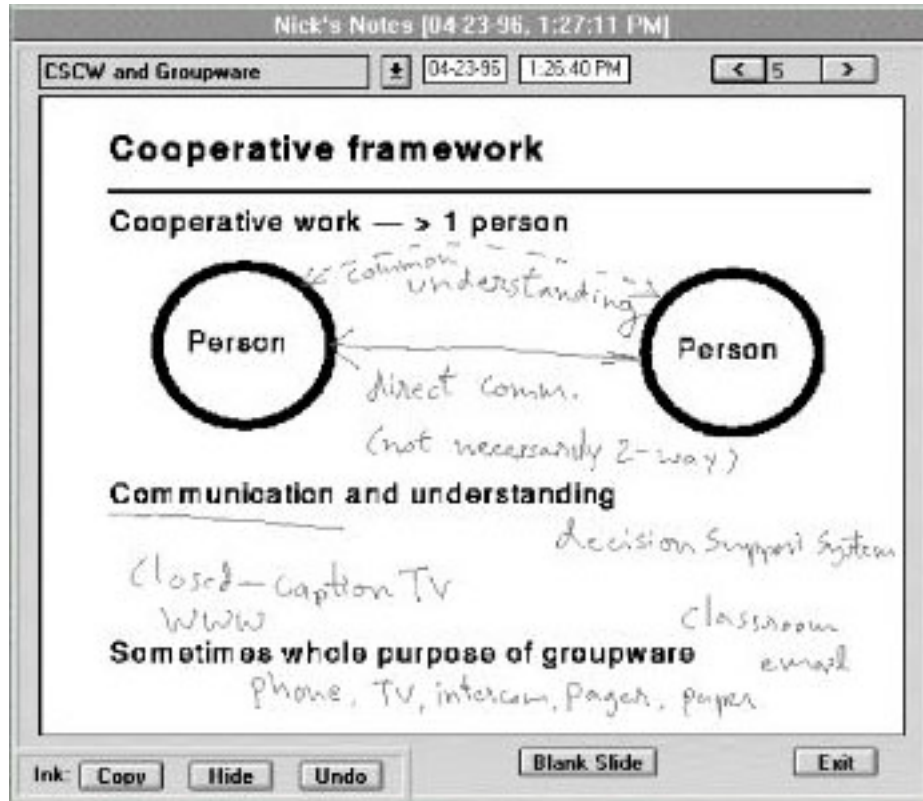 Nick's Notes [04-23-96, 1:27:11 PM]
CSCW and Groupware 04-23-96 1:26:40 PM < 5 >
Cooperative framework
Cooperative work — > 1 person
common
understanding
Person Person
direct comm.
(not necessarily 2-way)
Communication and understanding
decision support system
Closed-caption TV
WWW
classroom
Sometimes whole purpose of groupware
email
phone, TV, intercom, pager, paper
Ink: Copy Hide Undo Blank Slide Exit